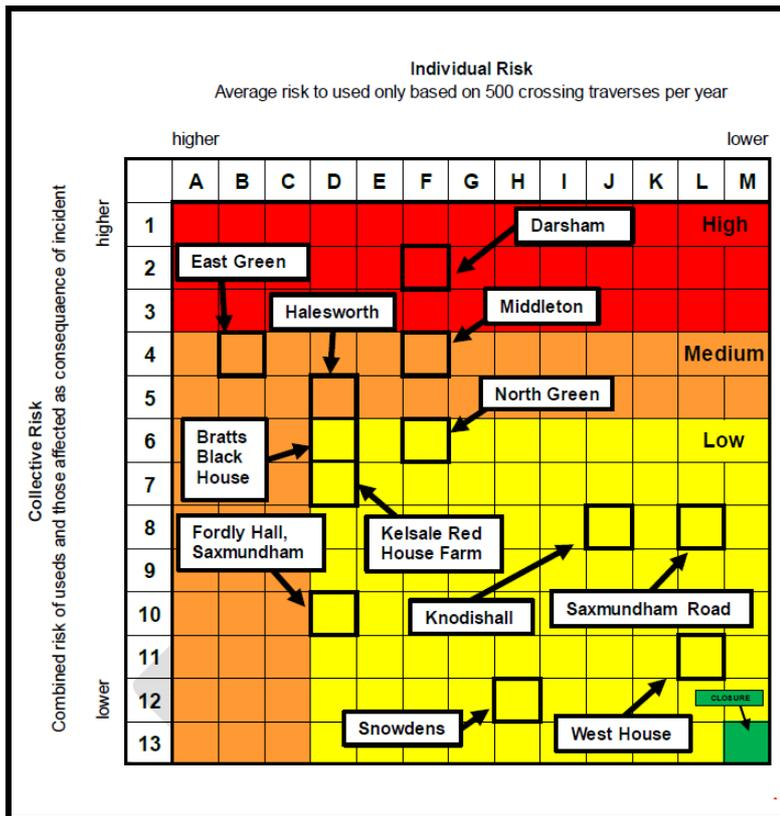 Individual Risk
Average risk to used only based on 500 crossing traverses per year
higher
lower
Collective Risk
Combined risk of useds and those affected as consequaence of incident
higher
lower
A B C D E F G H I J K L M
1
High
Darsham
2
East Green
3
Halesworth
Middleton
4
Medium
5
North Green
6
Bratts
Black
House
Low
7
8
Fordly Hall,
Saxmundham
Kelsale Red
House Farm
9
10
Knodishall
Saxmundham Road
11
12
CLOSURE
Snowdens
West House
13